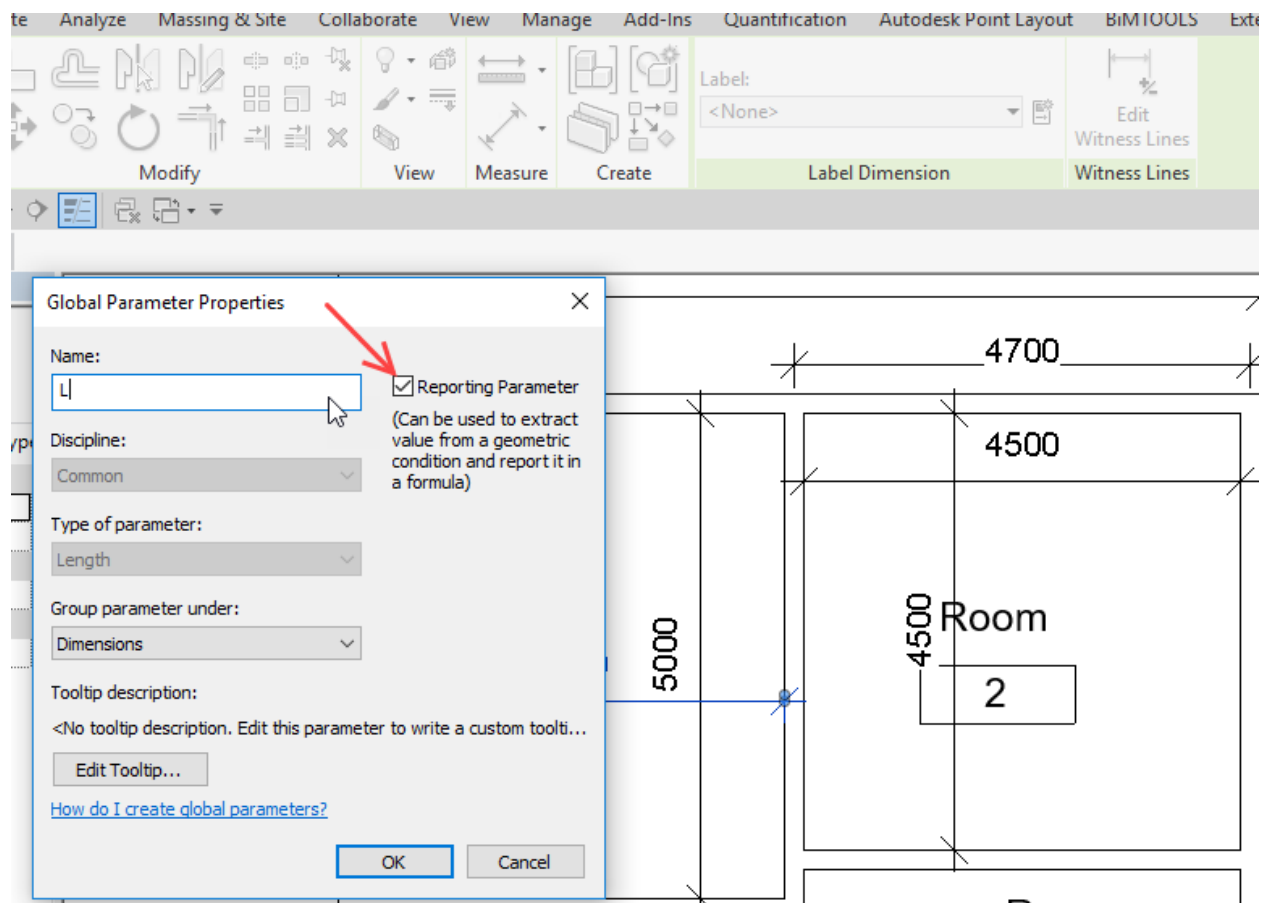 te Analyze Massing & Site Collaborate View Manage Add-Ins Quantification Autodesk Point Layout BiMTOOLS Exte
Label:
<None>
Edit
Witness Lines
Modify View Measure Create Label Dimension Witness Lines
Global Parameter Properties
Name:
L
Reporting Parameter
(Can be used to extract
value from a geometric
condition and report it in
a formula)
Discipline:
Common
Type of parameter:
Length
Group parameter under:
Dimensions
Tooltip description:
<No tooltip description. Edit this parameter to write a custom toolti...
Edit Tooltip...
How do I create global parameters?
OK Cancel
4700
4500
5000
4500
Room
2